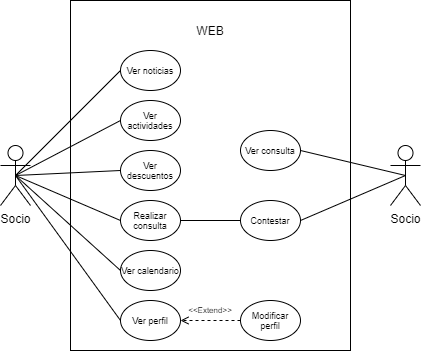 WEB
Ver noticias
Ver
actividades
Ver
descuentos
Ver consulta
Realizar
consulta
Contestar
Ver calendario
Ver perfil
<<Extend>>
Modificar
perfil
Socio
Socio